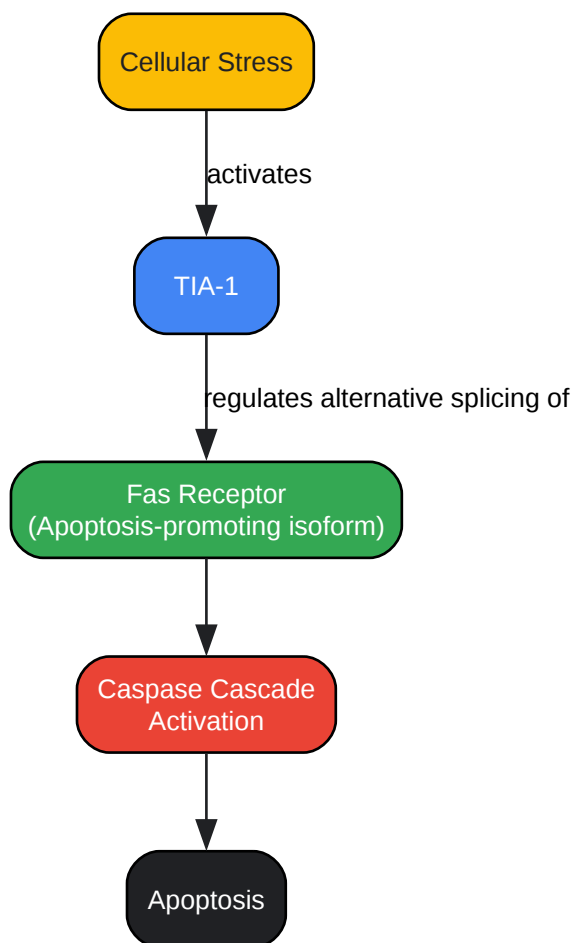 Cellular Stress
activates
TIA-1
regulates alternative splicing of
Fas Receptor
(Apoptosis-promoting isoform)
Caspase Cascade
Activation
Apoptosis